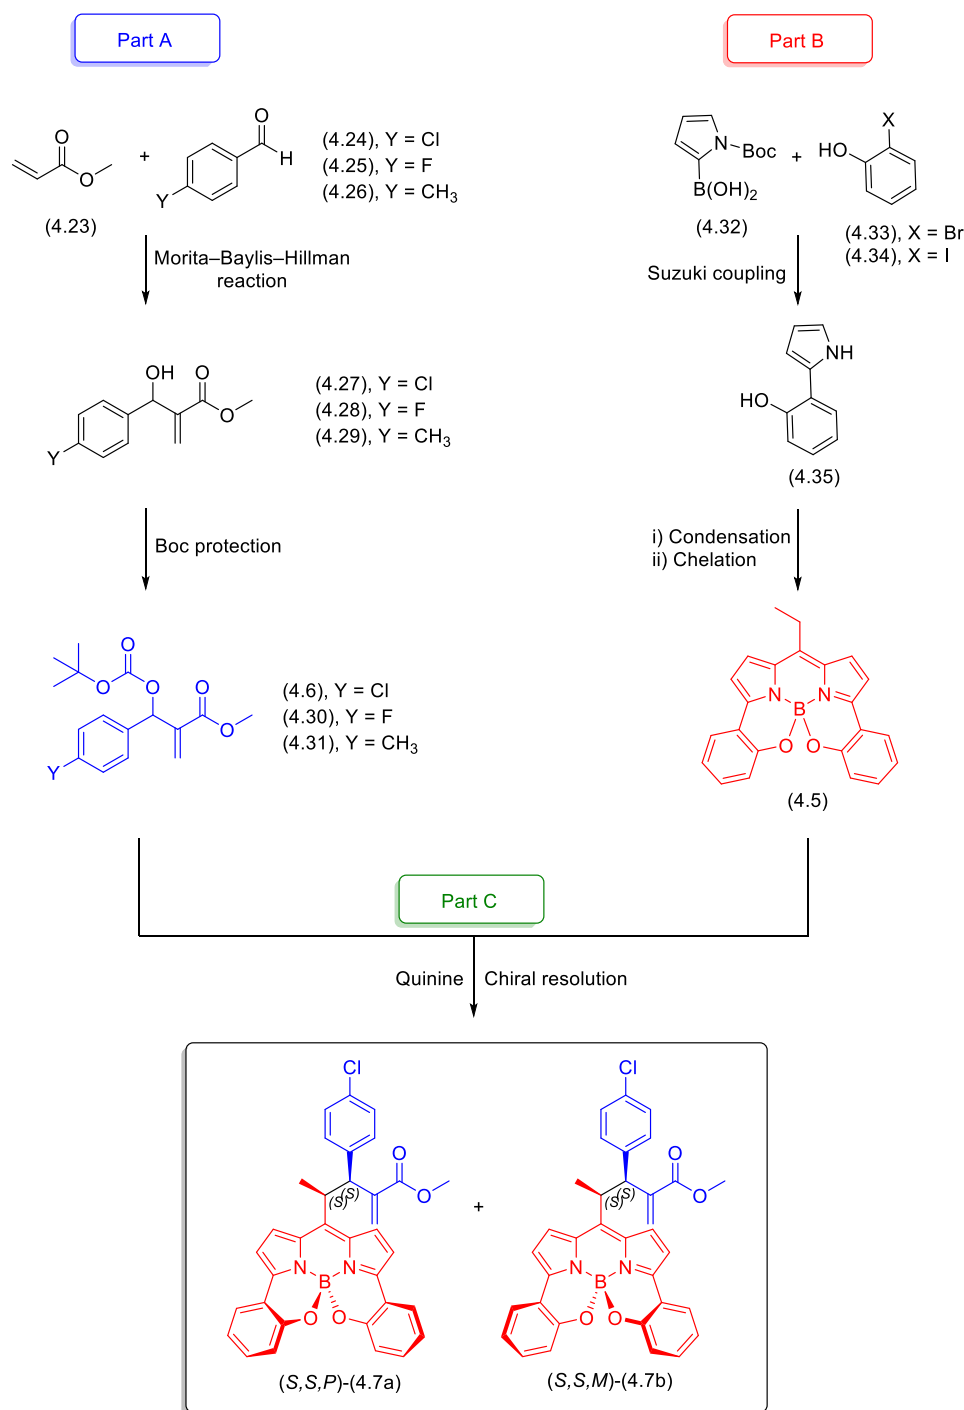 Part A
Part B
O
O
+
O
H
Y
(4.23)
(4.24), Y = Cl
(4.25), Y = F
(4.26), Y = CH3
N
Boc
B(OH)2
(4.32)
+
X
HO
(4.33), X = Br
(4.34), X = I
Morita–Baylis–Hillman
reaction
Suzuki coupling
OH
O
O
Y
(4.27), Y = Cl
(4.28), Y = F
(4.29), Y = CH3
NH
HO
(4.35)
Boc protection
i) Condensation
ii) Chelation
O
O
O
O
O
Y
(4.6), Y = Cl
(4.30), Y = F
(4.31), Y = CH3
N
N
B
O
O
(4.5)
Part C
Quinine
Chiral resolution
Cl
O
O
(S)
(S)
N
N
B
O
O
(S,S,P)-(4.7a)
+
Cl
O
O
(S)
(S)
N
N
B
O
O
(S,S,M)-(4.7b)